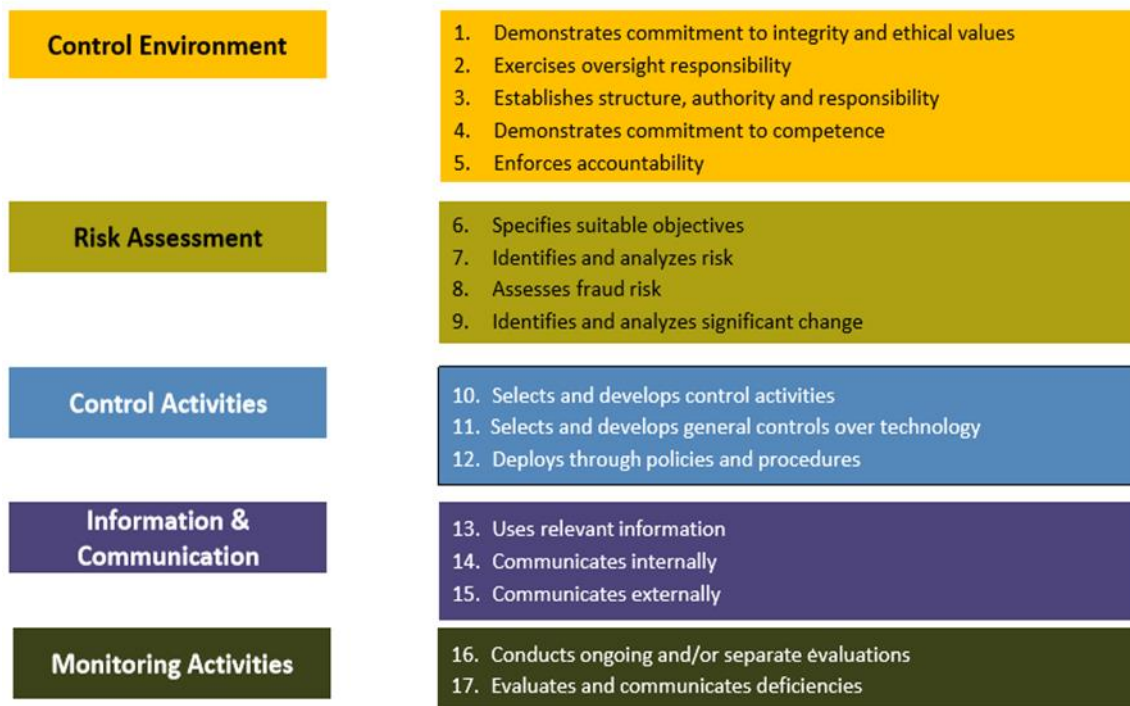 Control Environment
1. Demonstrates commitment to integrity and ethical values
2. Exercises oversight responsibility
3. Establishes structure, authority and responsibility
4. Demonstrates commitment to competence
5. Enforces accountability
Risk Assessment
6. Specifies suitable objectives
7. Identifies and analyzes risk
8. Assesses fraud risk
9. Identifies and analyzes significant change
Control Activities
10. Selects and develops control activities
11. Selects and develops general controls over technology
12. Deploys through policies and procedures
Information &
Communication
13. Uses relevant information
14. Communicates internally
15. Communicates externally
Monitoring Activities
16. Conducts ongoing and/or separate evaluations
17. Evaluates and communicates deficiencies